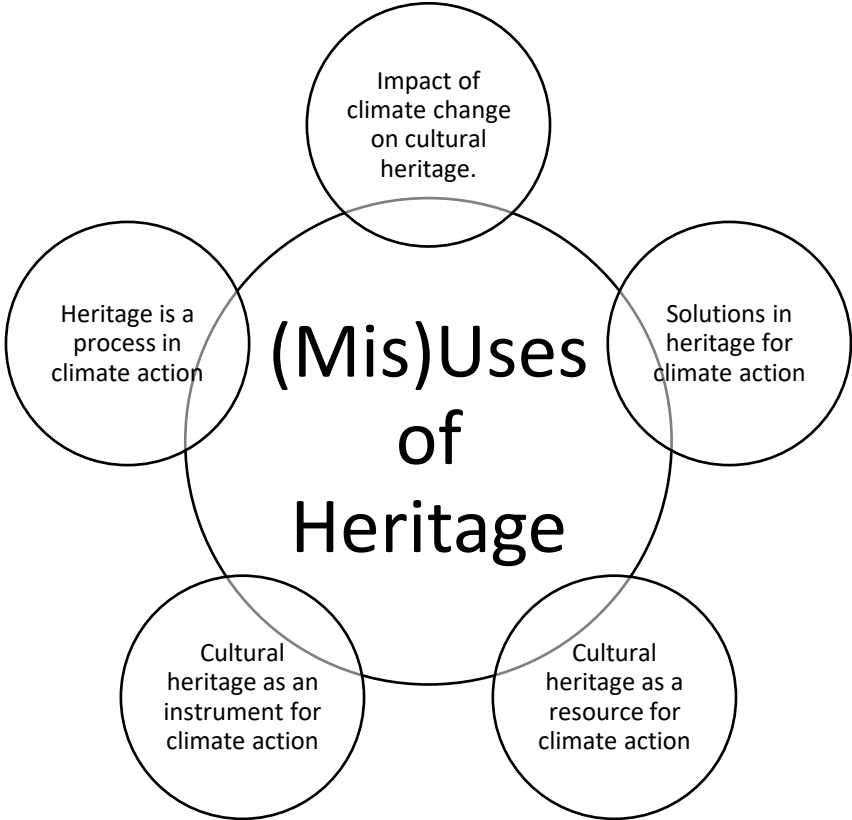 Impact of
climate change
on cultural
heritage.
Heritage is a
process in
climate action
(Mis)Uses
of
Heritage
Solutions in
heritage for
climate action
Cultural
heritage as an
instrument for
climate action
Cultural
heritage as a
resource for
climate action